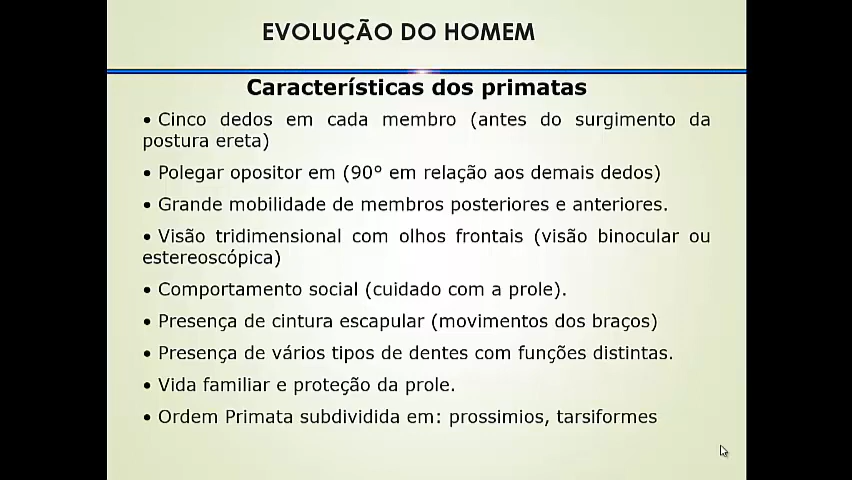 EVOLUÇÃO DO HOMEM
Características dos primatas
• Cinco dedos em cada membro (antes do surgimento da
postura ereta)
• Polegar opositor em (90° em relação aos demais dedos)
• Grande mobilidade de membros posteriores e anteriores.
• Visão tridimensional com olhos frontais (visão binocular ou
estereoscópica)
• Comportamento social (cuidado com a prole).
• Presença de cintura escapular (movimentos dos braços)
• Presença de vários tipos de dentes com funções distintas.
• Vida familiar e proteção da prole.
• Ordem Primata subdividida em: prossimios, tarsiformes